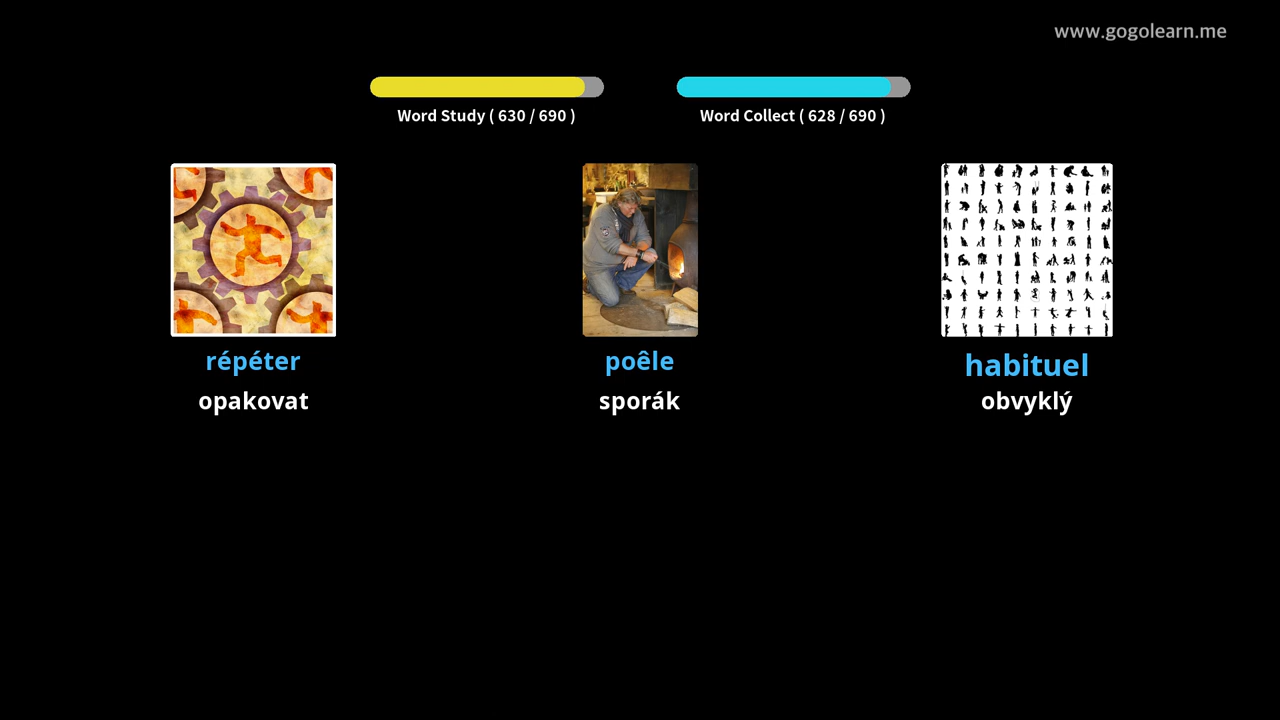 www.gogolearn.me
Word Study ( 630 / 690 )
Word Collect ( 628 / 690 )
répéter
poêle
habituel
opakovat
sporák
obvyklý